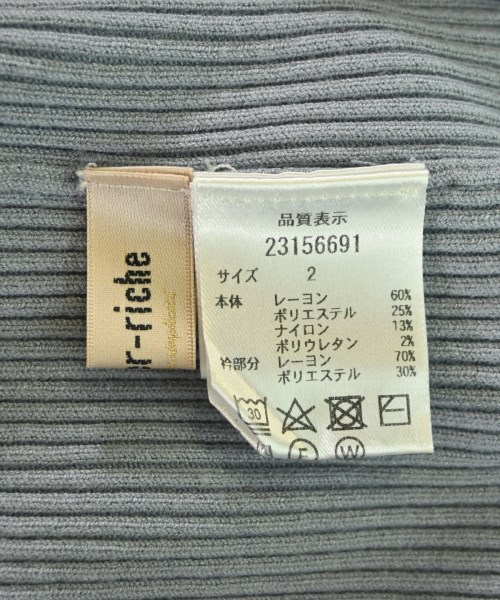 品質表示
23156691
サイズ 2
本体 レーヨン 60%
ポリエステル 25%
ナイロン 13%
ポリウレタン 2%
衿部分 レーヨン 70%
ポリエステル 30%
30
F W
r-riche